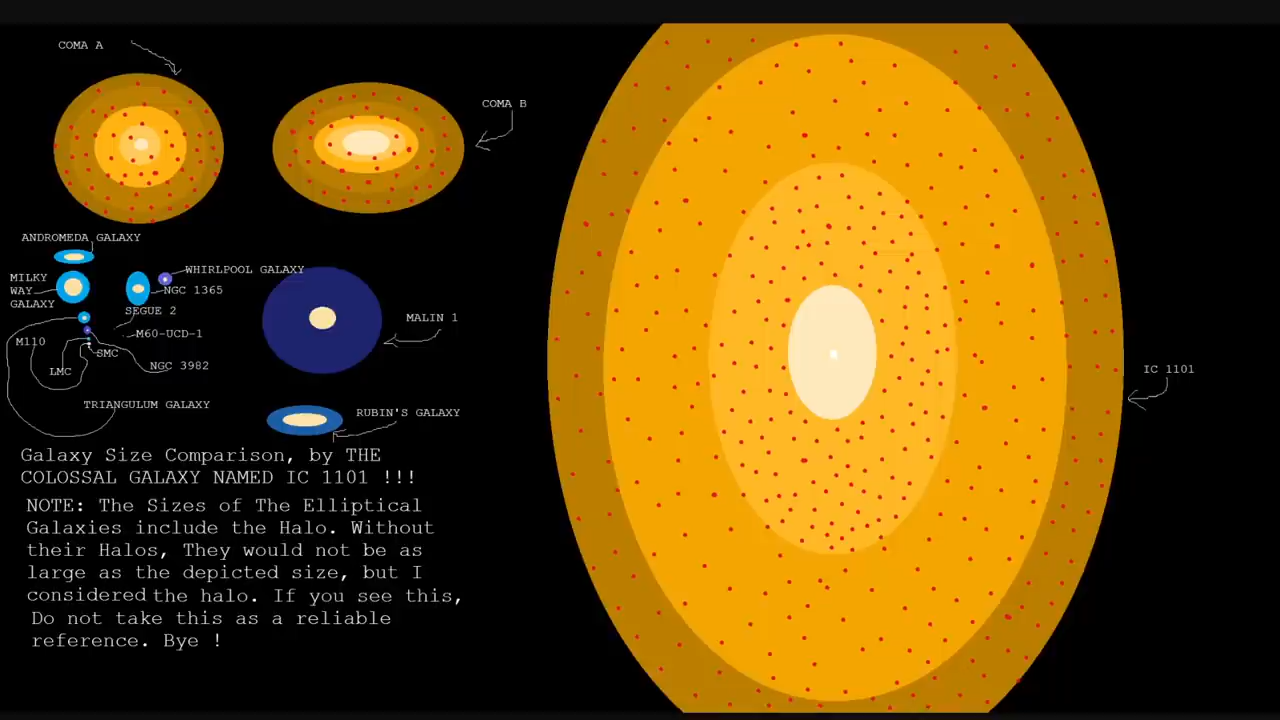 COMA A
COMA B
ANDROMEDA GALAXY
WHIRLPOOL GALAXY
MILKY
WAY
GALAXY
NGC 1365
SEGUE 2
MALIN 1
M60-UCD-1
M110
SMC
NGC 3982
LMC
IC 1101
TRIANGULUM GALAXY
RUBIN'S GALAXY
Galaxy Size Comparison, by THE
COLOSSAL GALAXY NAMED IC 1101 !!!
NOTE: The Sizes of The Elliptical
Galaxies include the Halo. Without
their Halos, They would not be as
large as the depicted size, but I
considered the halo. If you see this,
Do not take this as a reliable
reference. Bye !